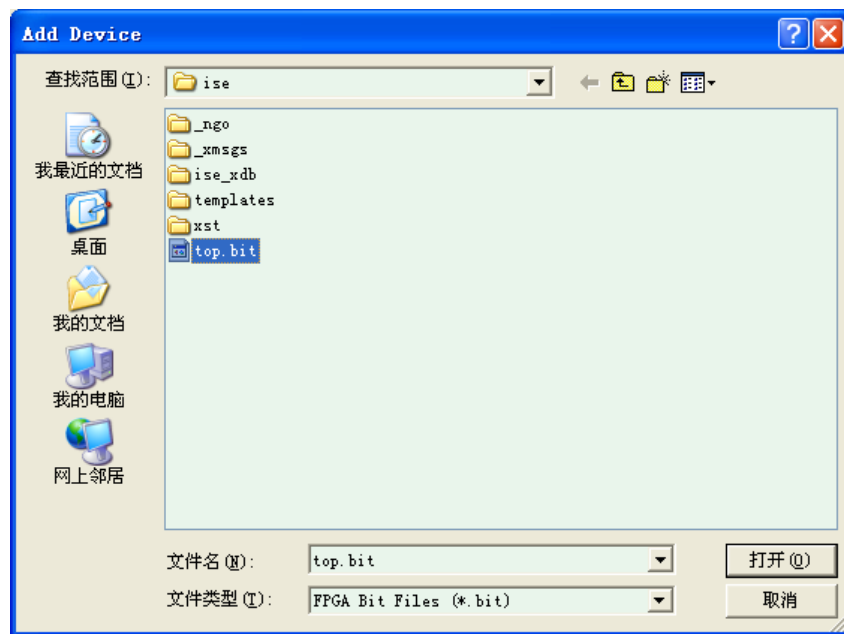 Add Device
查找范围(I):
ise
_ngo
_xmsgs
ise_xdb
templates
xst
top.bit
我最近的文档
桌面
我的文档
我的电脑
网上邻居
文件名(N):
top.bit
打开(O)
文件类型(T):
FPGA Bit Files (*.bit)
取消